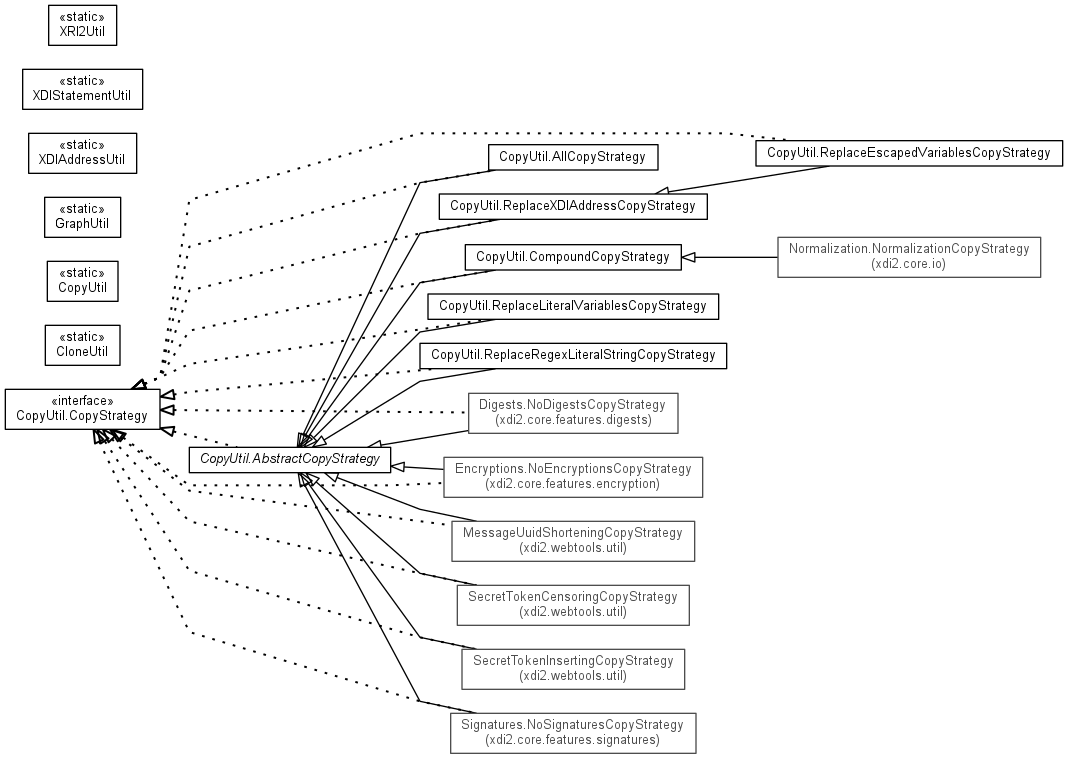 «static»
XRI2Util
«static»
XDIStatementUtil
«static»
XDIAddressUtil
«static»
GraphUtil
«static»
CopyUtil
«static»
CloneUtil
«interface»
CopyUtil.CopyStrategy
CopyUtil.AbstractCopyStrategy
CopyUtil.AllCopyStrategy
CopyUtil.ReplaceXDIAddressCopyStrategy
CopyUtil.CompoundCopyStrategy
CopyUtil.ReplaceLiteralVariablesCopyStrategy
CopyUtil.ReplaceRegexLiteralStringCopyStrategy
Digests.NoDigestsCopyStrategy
(xdi2.core.features.digests)
Encryptions.NoEncryptionsCopyStrategy
(xdi2.core.features.encryption)
MessageUuidShorteningCopyStrategy
(xdi2.webtools.util)
SecretTokenCensoringCopyStrategy
(xdi2.webtools.util)
SecretTokenInsertingCopyStrategy
(xdi2.webtools.util)
Signatures.NoSignaturesCopyStrategy
(xdi2.core.features.signatures)
CopyUtil.ReplaceEscapedVariablesCopyStrategy
Normalization.NormalizationCopyStrategy
(xdi2.core.io)